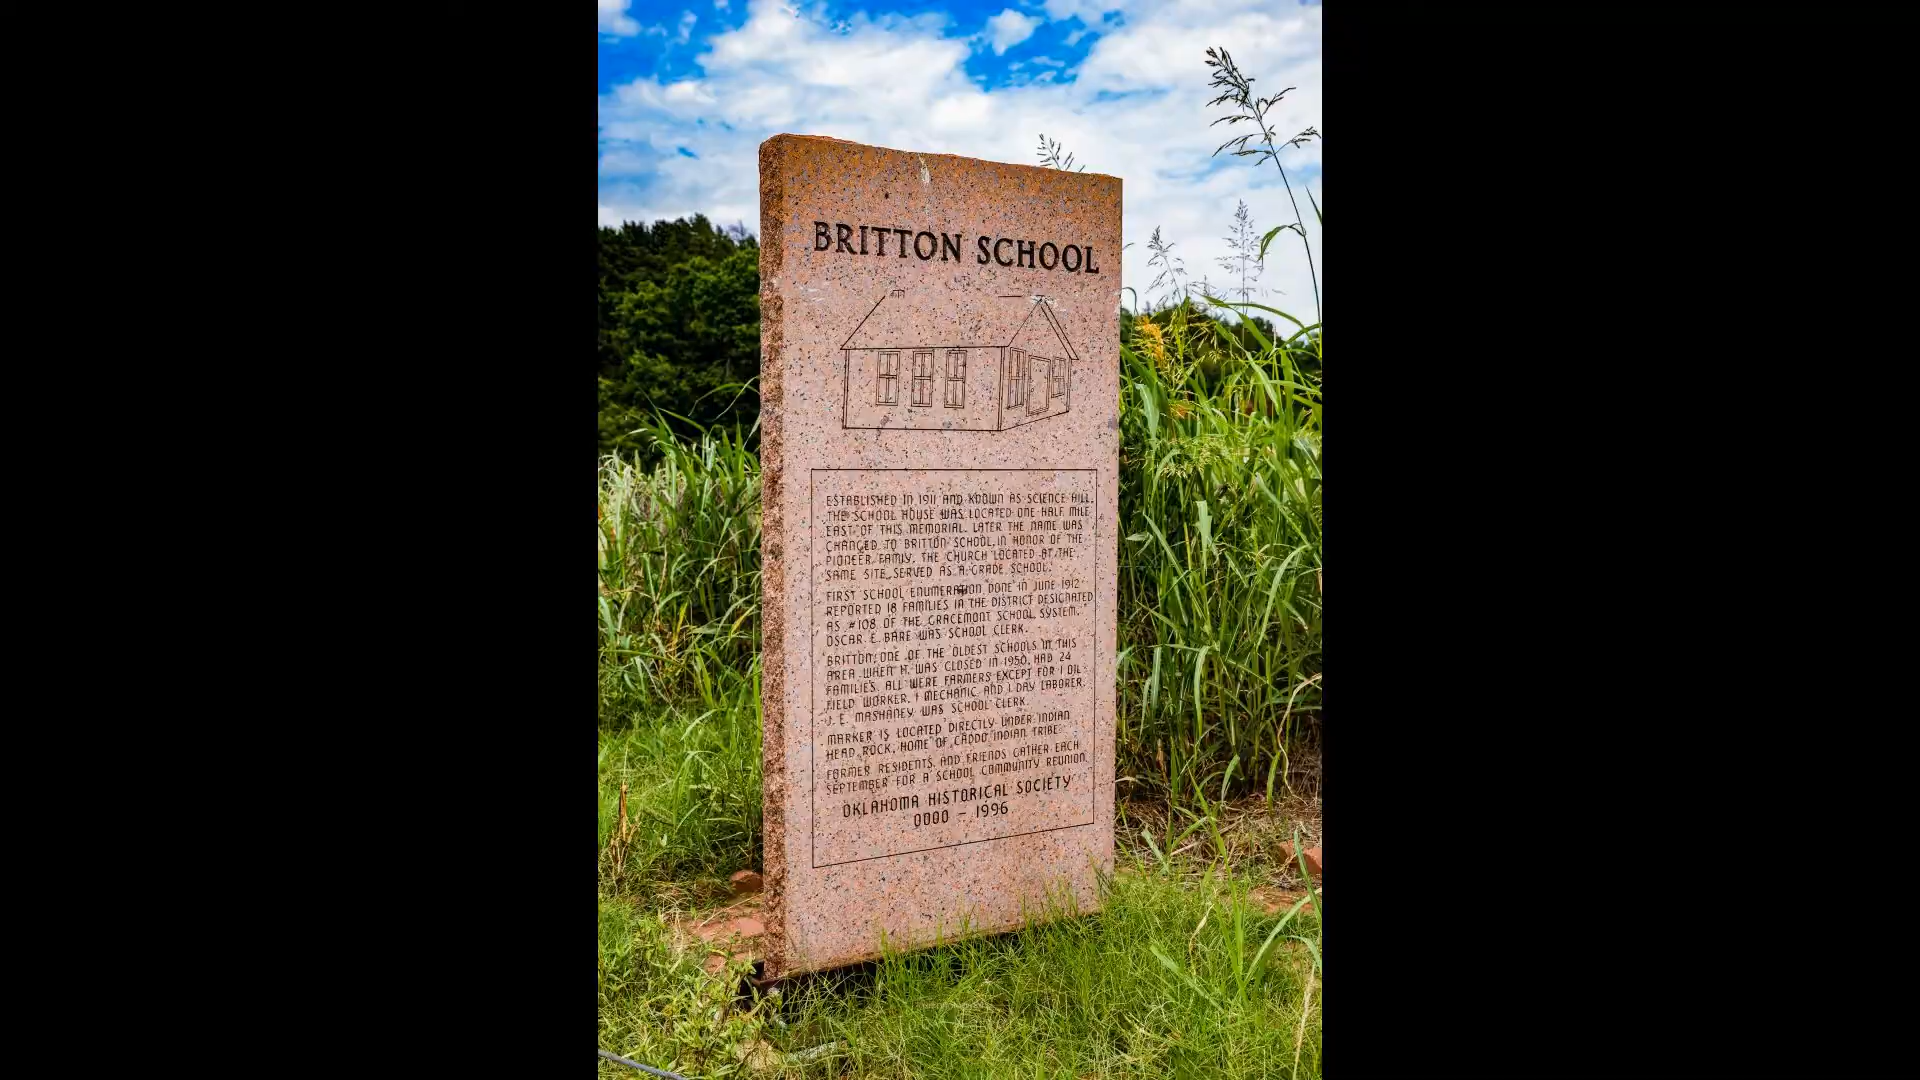 BRITTON SCHOOL
ESTABLISHED IN 1911 AND KNOWN AS SCIENCE HILL.
THE SCHOOL HOUSE WAS LOCATED ONE HALF MILE
EAST OF THIS MEMORIAL. LATER THE NAME WAS
CHANGED TO BRITTON SCHOOL, IN HONOR OF THE
PIONEER FAMILY. THE CHURCH LOCATED AT THE
SAME SITE SERVED AS A GRADE SCHOOL.
FIRST SCHOOL ENUMERATION DONE IN JUNE 1912
REPORTED 18 FAMILIES IN THE DISTRICT DESIGNATED
AS #108 OF THE GRACEMONT SCHOOL SYSTEM.
OSCAR E. BARE WAS SCHOOL CLERK.
BRITTON, ONE OF THE OLDEST SCHOOLS IN THIS
AREA WHEN IT WAS CLOSED IN 1950, HAD 24
FAMILIES. ALL WERE FARMERS EXCEPT FOR 1 OIL
FIELD WORKER, 1 MECHANIC AND 1 DAY LABORER.
J. E. MASHANEY WAS SCHOOL CLERK.
MARKER IS LOCATED DIRECTLY UNDER INDIAN
HEAD ROCK, HOME OF CADDO INDIAN TRIBE.
FORMER RESIDENTS AND FRIENDS GATHER EACH
SEPTEMBER FOR A SCHOOL COMMUNITY REUNION.
OKLAHOMA HISTORICAL SOCIETY
0000 – 1996